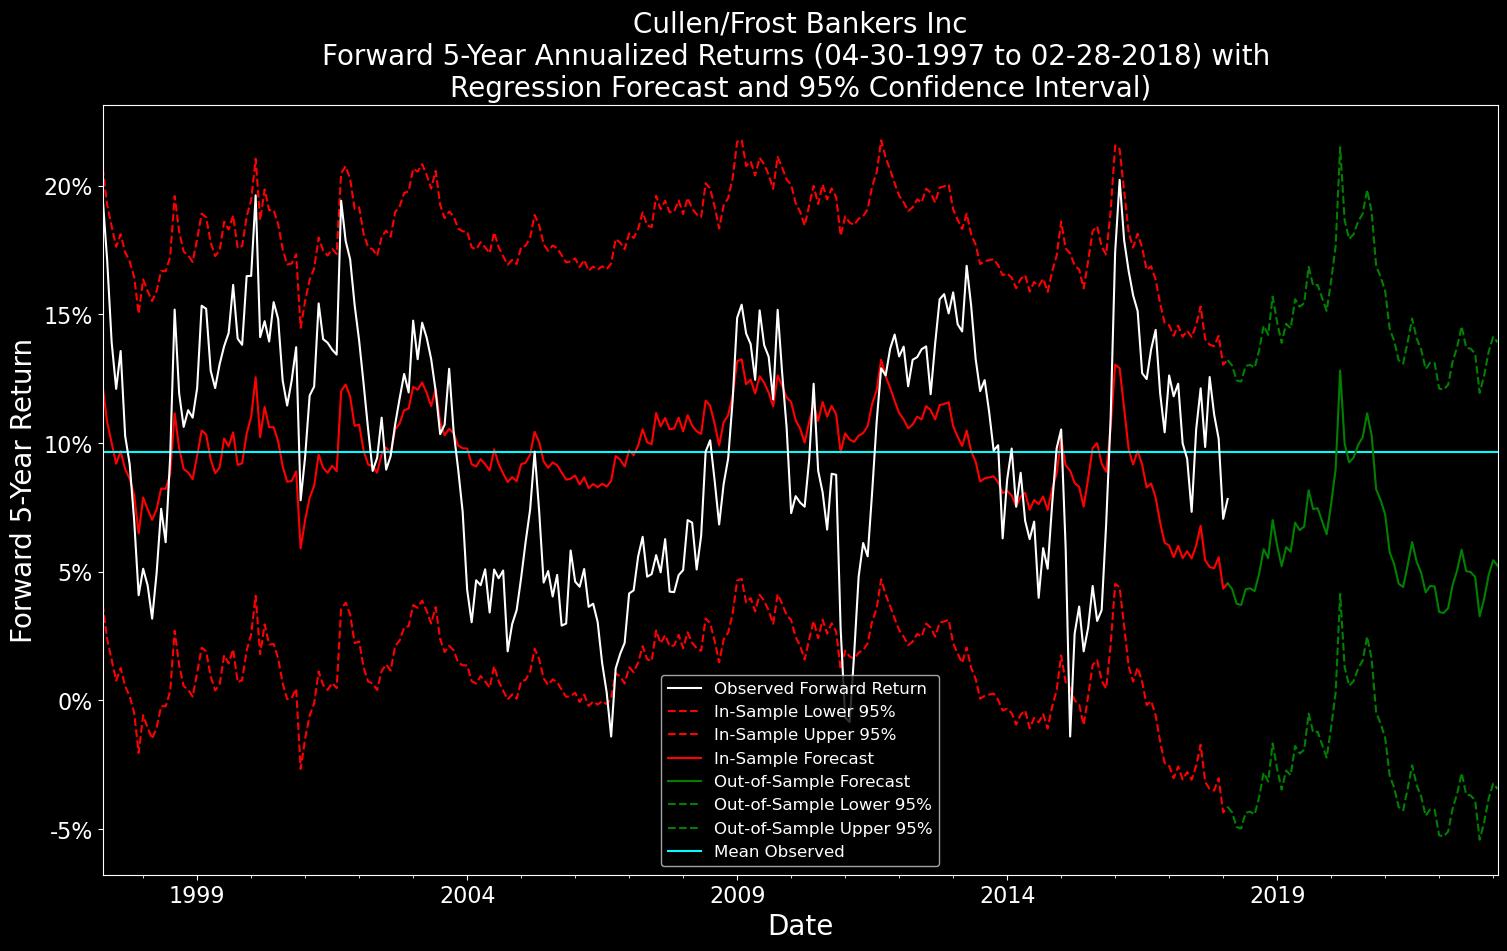 Cullen/Frost Bankers Inc
Forward 5-Year Annualized Returns (04-30-1997 to 02-28-2018) with
Regression Forecast and 95% Confidence Interval)
Forward 5-Year Return
20%
15%
10%
5%
0%
-5%
Observed Forward Return
In-Sample Lower 95%
In-Sample Upper 95%
In-Sample Forecast
Out-of-Sample Forecast
Out-of-Sample Lower 95%
Out-of-Sample Upper 95%
Mean Observed
1999
2004
2009
2014
2019
Date